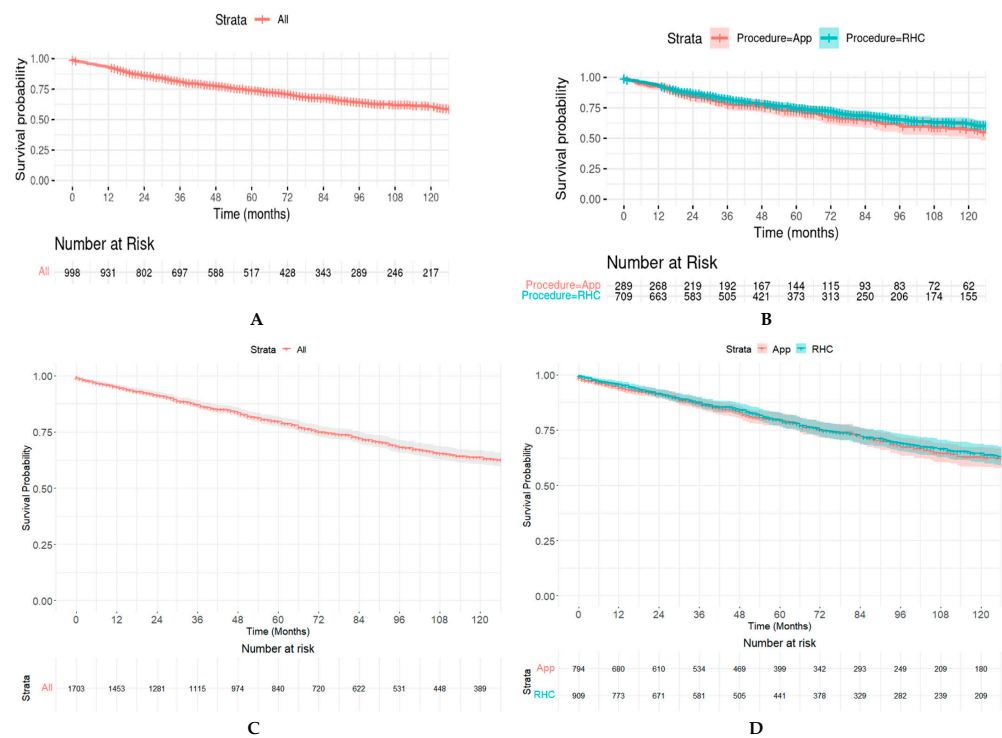 Strata All
Survival probability
1.00
0.75
0.50
0.25
0.00
0 12 24 36 48 60 72 84 96 108 120
Time (months)
Number at Risk
All 998 931 802 697 588 517 428 343 289 246 217
A
Strata Procedure=App Procedure=RHC
Survival probability
1.00
0.75
0.50
0.25
0.00
0 12 24 36 48 60 72 84 96 108 120
Time (months)
Number at Risk
Procedure=App 289 268 219 192 167 144 115 93 83 72 62
Procedure=RHC 709 663 583 505 421 373 313 250 206 174 155
B
Strata All
Survival Probability
1.00
0.75
0.50
0.25
0.00
0 12 24 36 48 60 72 84 96 108 120
Time (Months)
Number at risk
Strata
All 1703 1453 1281 1115 974 840 720 622 531 448 389
C
Strata App RHC
Survival Probability
1.00
0.75
0.50
0.25
0.00
0 12 24 36 48 60 72 84 96 108 120
Time (Months)
Number at risk
Strata
App 794 680 610 534 469 399 342 293 249 209 180
RHC 909 773 671 581 505 441 378 329 282 239 209
D